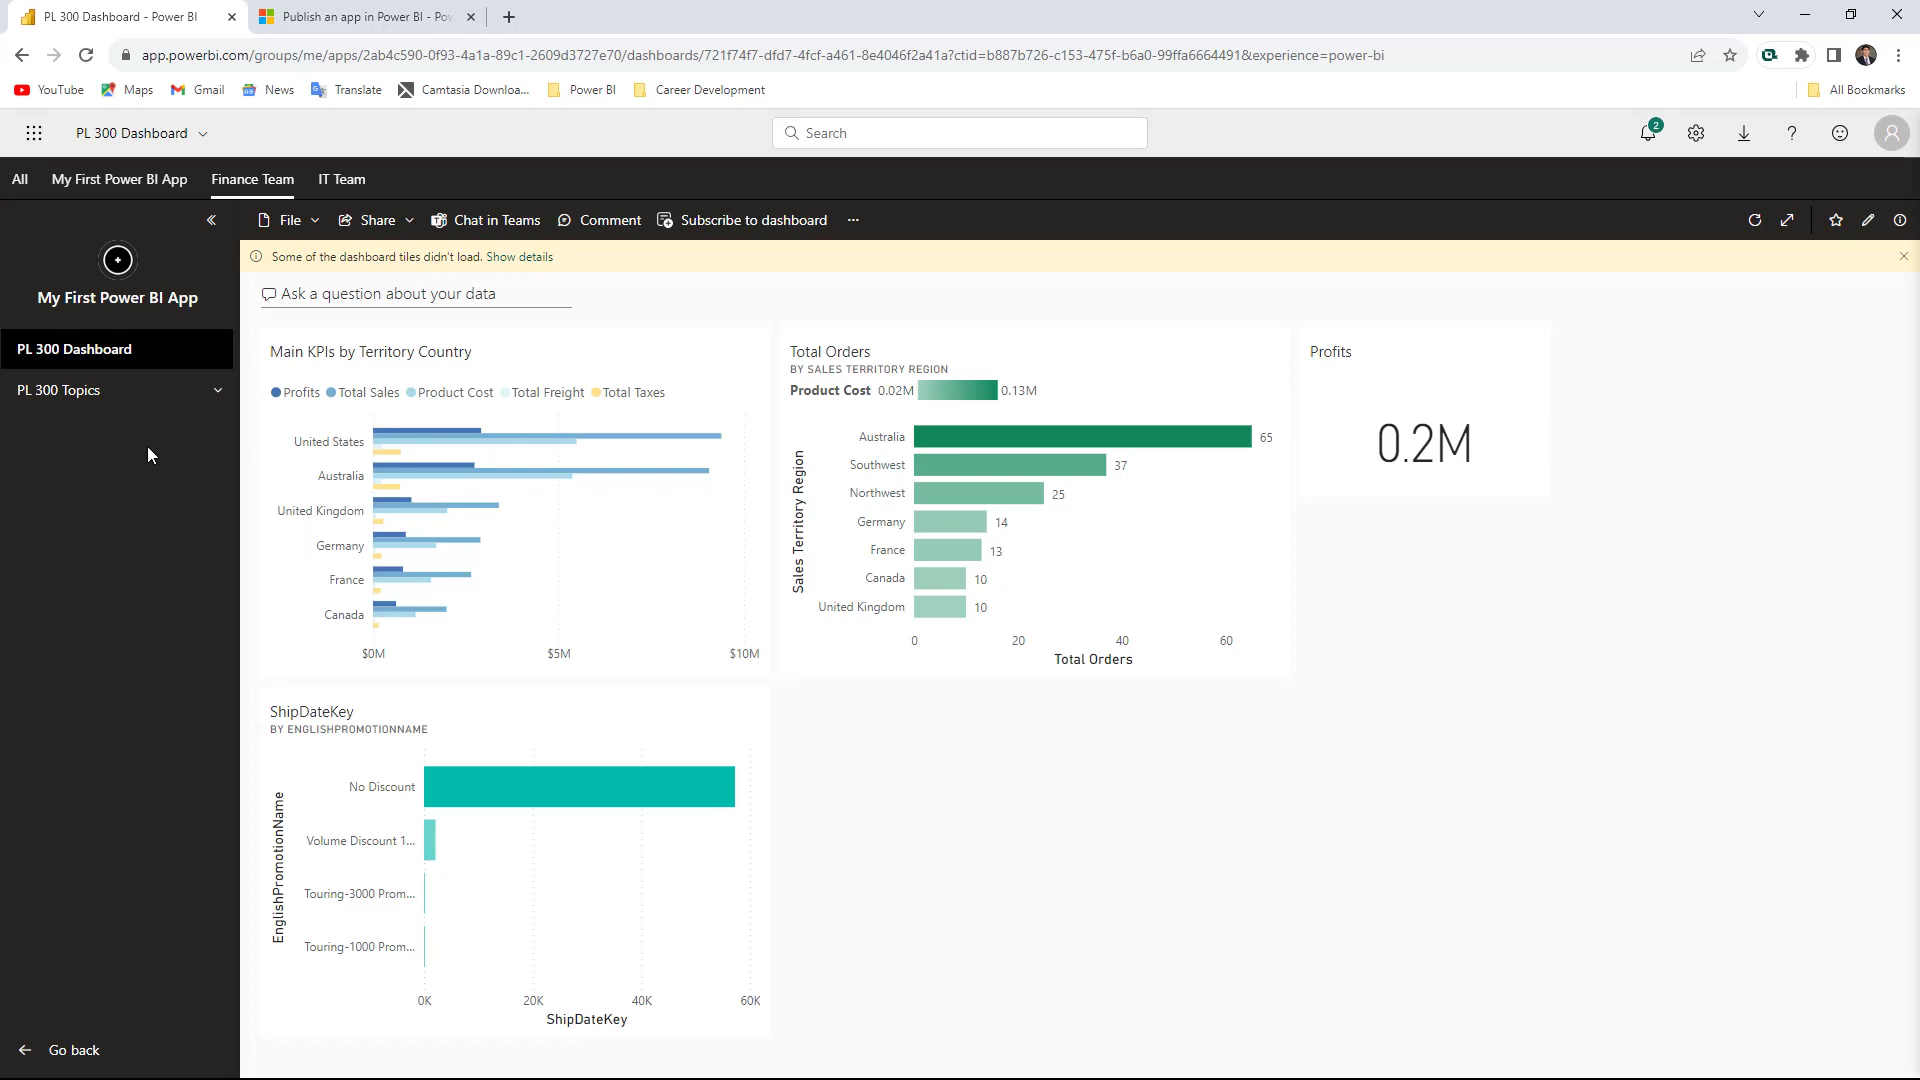 PL 300 Dashboard - Power BI
Publish an app in Power BI - Pow
app.powerbi.com/groups/me/apps/2ab4c590-0f93-4a1a-89c1-2609d3727e70/dashboards/721f74f7-dfd7-4fcf-a461-8e4046f2a41a?ctid=b887b726-c153-475f-b6a0-99ffa6664491&experience=power-bi
YouTube Maps Gmail News Translate Camtasia Downloa... Power BI Career Development All Bookmarks
PL 300 Dashboard Search 2
All My First Power BI App Finance Team IT Team
File Share Chat in Teams Comment Subscribe to dashboard ...
Some of the dashboard tiles didn't load. Show details
My First Power BI App
PL 300 Dashboard
PL 300 Topics
Go back
Ask a question about your data
Main KPIs by Territory Country
Profits Total Sales Product Cost Total Freight Total Taxes
United States
Australia
United Kingdom
Germany
France
Canada
$0M $5M $10M
Total Orders
BY SALES TERRITORY REGION
Product Cost 0.02M 0.13M
Sales Territory Region
Australia 65
Southwest 37
Northwest 25
Germany 14
France 13
Canada 10
United Kingdom 10
0 20 40 60
Total Orders
Profits
0.2M
ShipDateKey
BY ENGLISHPROMOTIONNAME
EnglishPromotionName
No Discount
Volume Discount 1...
Touring-3000 Prom...
Touring-1000 Prom...
0K 20K 40K 60K
ShipDateKey